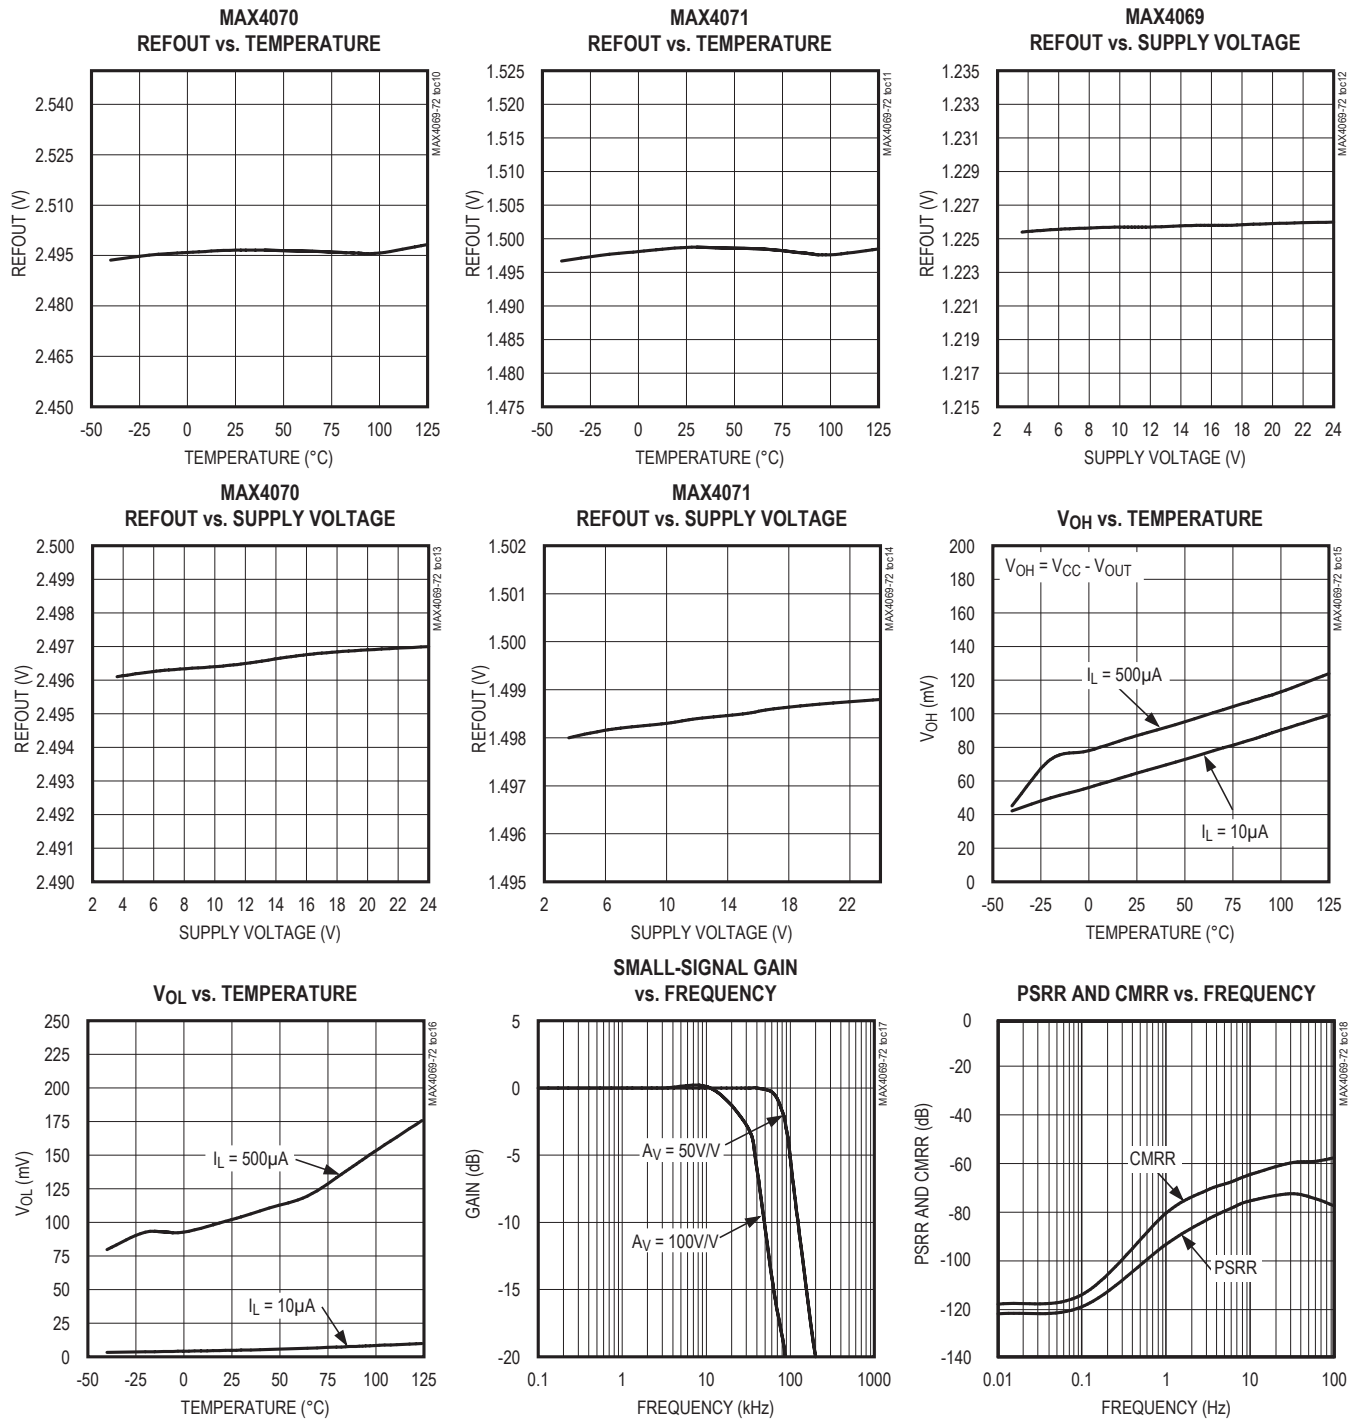 MAX4070
REFOUT vs. TEMPERATURE
2.540
2.525
2.510
2.495
2.480
2.465
2.450
REFOUT (V)
-50 -25 0 25 50 75 100 125
TEMPERATURE (°C)
MAX4069-72 toc10
MAX4071
REFOUT vs. TEMPERATURE
1.525
1.520
1.515
1.510
1.505
1.500
1.495
1.490
1.485
1.480
1.475
REFOUT (V)
-50 -25 0 25 50 75 100 125
TEMPERATURE (°C)
MAX4069-72 toc11
MAX4069
REFOUT vs. SUPPLY VOLTAGE
1.235
1.233
1.231
1.229
1.227
1.225
1.223
1.221
1.219
1.217
1.215
REFOUT (V)
2 4 6 8 10 12 14 16 18 20 22 24
SUPPLY VOLTAGE (V)
MAX4069-72 toc12
MAX4070
REFOUT vs. SUPPLY VOLTAGE
2.500
2.499
2.498
2.497
2.496
2.495
2.494
2.493
2.492
2.491
2.490
REFOUT (V)
2 4 6 8 10 12 14 16 18 20 22 24
SUPPLY VOLTAGE (V)
MAX4069-72 toc13
MAX4071
REFOUT vs. SUPPLY VOLTAGE
1.502
1.501
1.500
1.499
1.498
1.497
1.496
1.495
REFOUT (V)
2 6 10 14 18 22
SUPPLY VOLTAGE (V)
MAX4069-72 toc14
VOH vs. TEMPERATURE
200
180
160
140
120
100
80
60
40
20
0
VOH (mV)
VOH = VCC - VOUT
IL = 500µA
IL = 10µA
-50 -25 0 25 50 75 100 125
TEMPERATURE (°C)
MAX4069-72 toc15
VOL vs. TEMPERATURE
250
225
200
175
150
125
100
75
50
25
0
VOL (mV)
IL = 500µA
IL = 10µA
-50 -25 0 25 50 75 100 125
TEMPERATURE (°C)
MAX4069-72 toc16
SMALL-SIGNAL GAIN
vs. FREQUENCY
5
0
-5
-10
-15
-20
GAIN (dB)
AV = 50V/V
AV = 100V/V
0.1 1 10 100 1000
FREQUENCY (kHz)
MAX4069-72 toc17
PSRR AND CMRR vs. FREQUENCY
0
-20
-40
-60
-80
-100
-120
-140
PSRR AND CMRR (dB)
CMRR
PSRR
0.01 0.1 1 10 100
FREQUENCY (Hz)
MAX4069-72 toc18